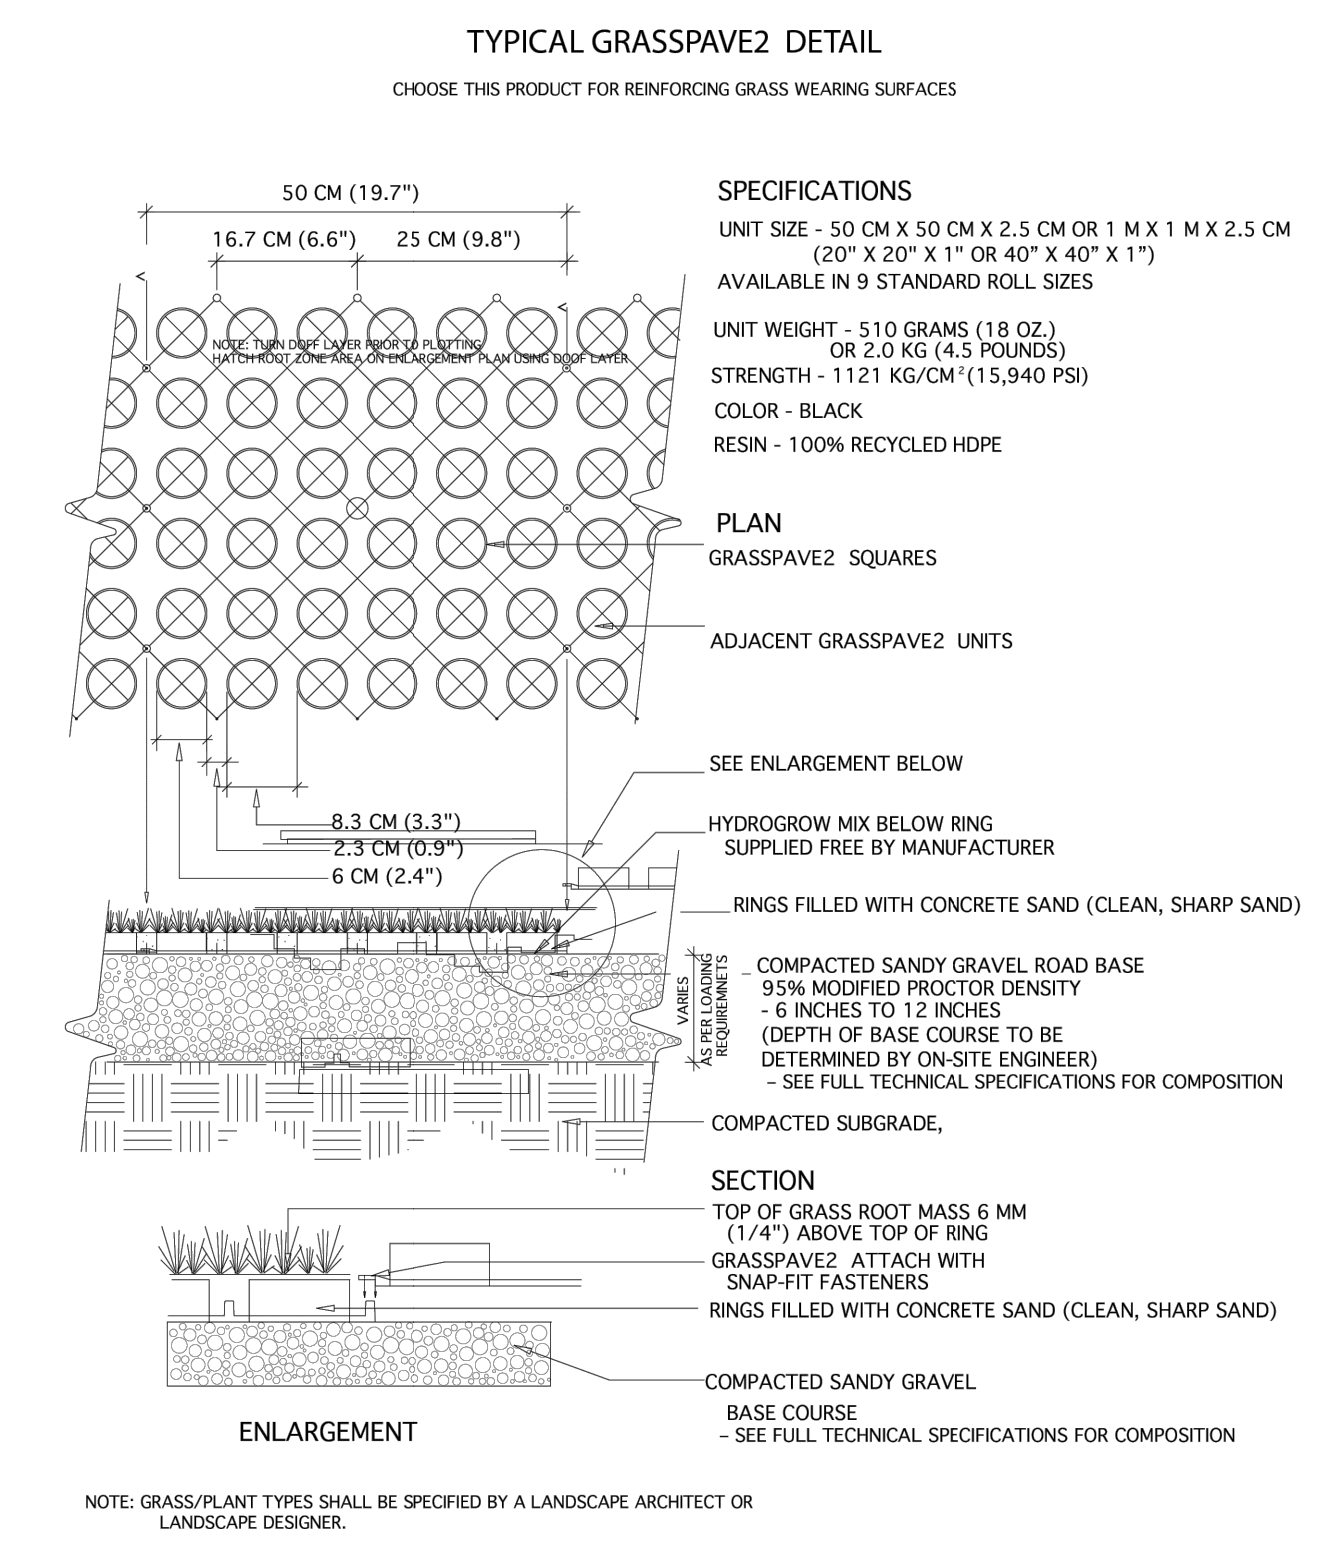 TYPICAL GRASSPAVE2 DETAIL
CHOOSE THIS PRODUCT FOR REINFORCING GRASS WEARING SURFACES
50 CM (19.7")
16.7 CM (6.6")
25 CM (9.8")
<
<
NOTE: TURN DOFF LAYER PRIOR TO PLOTTING
HATCH ROOT ZONE AREA ON ENLARGEMENT PLAN USING DOOF LAYER
SPECIFICATIONS
UNIT SIZE - 50 CM X 50 CM X 2.5 CM OR 1 M X 1 M X 2.5 CM
(20" X 20" X 1" OR 40” X 40” X 1”)
AVAILABLE IN 9 STANDARD ROLL SIZES
UNIT WEIGHT - 510 GRAMS (18 OZ.)
OR 2.0 KG (4.5 POUNDS)
STRENGTH - 1121 KG/CM² (15,940 PSI)
COLOR - BLACK
RESIN - 100% RECYCLED HDPE
PLAN
GRASSPAVE2 SQUARES
ADJACENT GRASSPAVE2 UNITS
SEE ENLARGEMENT BELOW
8.3 CM (3.3")
2.3 CM (0.9")
6 CM (2.4")
HYDROGROW MIX BELOW RING
SUPPLIED FREE BY MANUFACTURER
RINGS FILLED WITH CONCRETE SAND (CLEAN, SHARP SAND)
VARIES
AS PER LOADING
REQUIREMNETS
COMPACTED SANDY GRAVEL ROAD BASE
95% MODIFIED PROCTOR DENSITY
- 6 INCHES TO 12 INCHES
(DEPTH OF BASE COURSE TO BE
DETERMINED BY ON-SITE ENGINEER)
– SEE FULL TECHNICAL SPECIFICATIONS FOR COMPOSITION
COMPACTED SUBGRADE,
SECTION
TOP OF GRASS ROOT MASS 6 MM
(1/4") ABOVE TOP OF RING
GRASSPAVE2 ATTACH WITH
SNAP-FIT FASTENERS
RINGS FILLED WITH CONCRETE SAND (CLEAN, SHARP SAND)
COMPACTED SANDY GRAVEL
BASE COURSE
– SEE FULL TECHNICAL SPECIFICATIONS FOR COMPOSITION
ENLARGEMENT
NOTE: GRASS/PLANT TYPES SHALL BE SPECIFIED BY A LANDSCAPE ARCHITECT OR
LANDSCAPE DESIGNER.